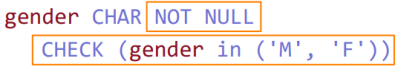 gender CHAR NOT NULL
CHECK (gender in ('M', 'F'))